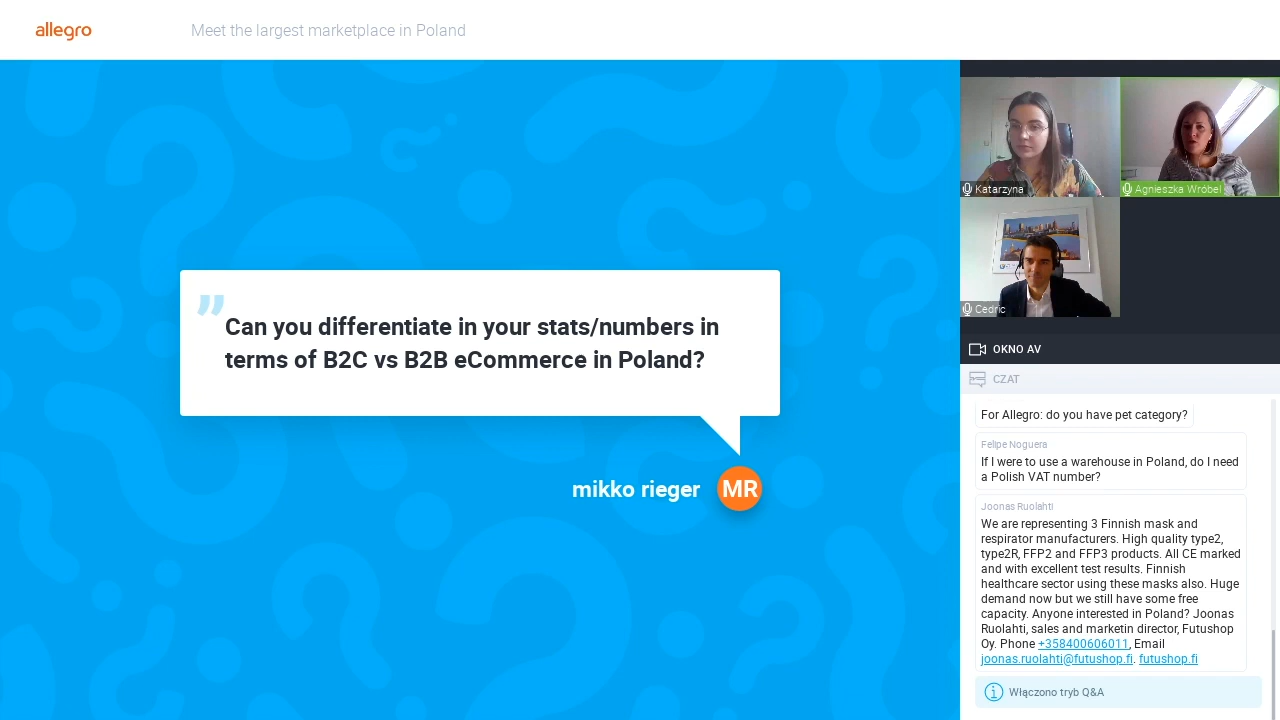 allegro
Meet the largest marketplace in Poland
”
Can you differentiate in your stats/numbers in
terms of B2C vs B2B eCommerce in Poland?
mikko rieger
MR
Katarzyna
Agnieszka Wróbel
Cedric
OKNO AV
CZAT
For Allegro: do you have pet category?
Felipe Noguera
If I were to use a warehouse in Poland, do I need
a Polish VAT number?
Joonas Ruolahti
We are representing 3 Finnish mask and
respirator manufacturers. High quality type2,
type2R, FFP2 and FFP3 products. All CE marked
and with excellent test results. Finnish
healthcare sector using these masks also. Huge
demand now but we still have some free
capacity. Anyone interested in Poland? Joonas
Ruolahti, sales and marketin director, Futushop
Oy. Phone +358400606011, Email
joonas.ruolahti@futushop.fi. futushop.fi
Włączono tryb Q&A